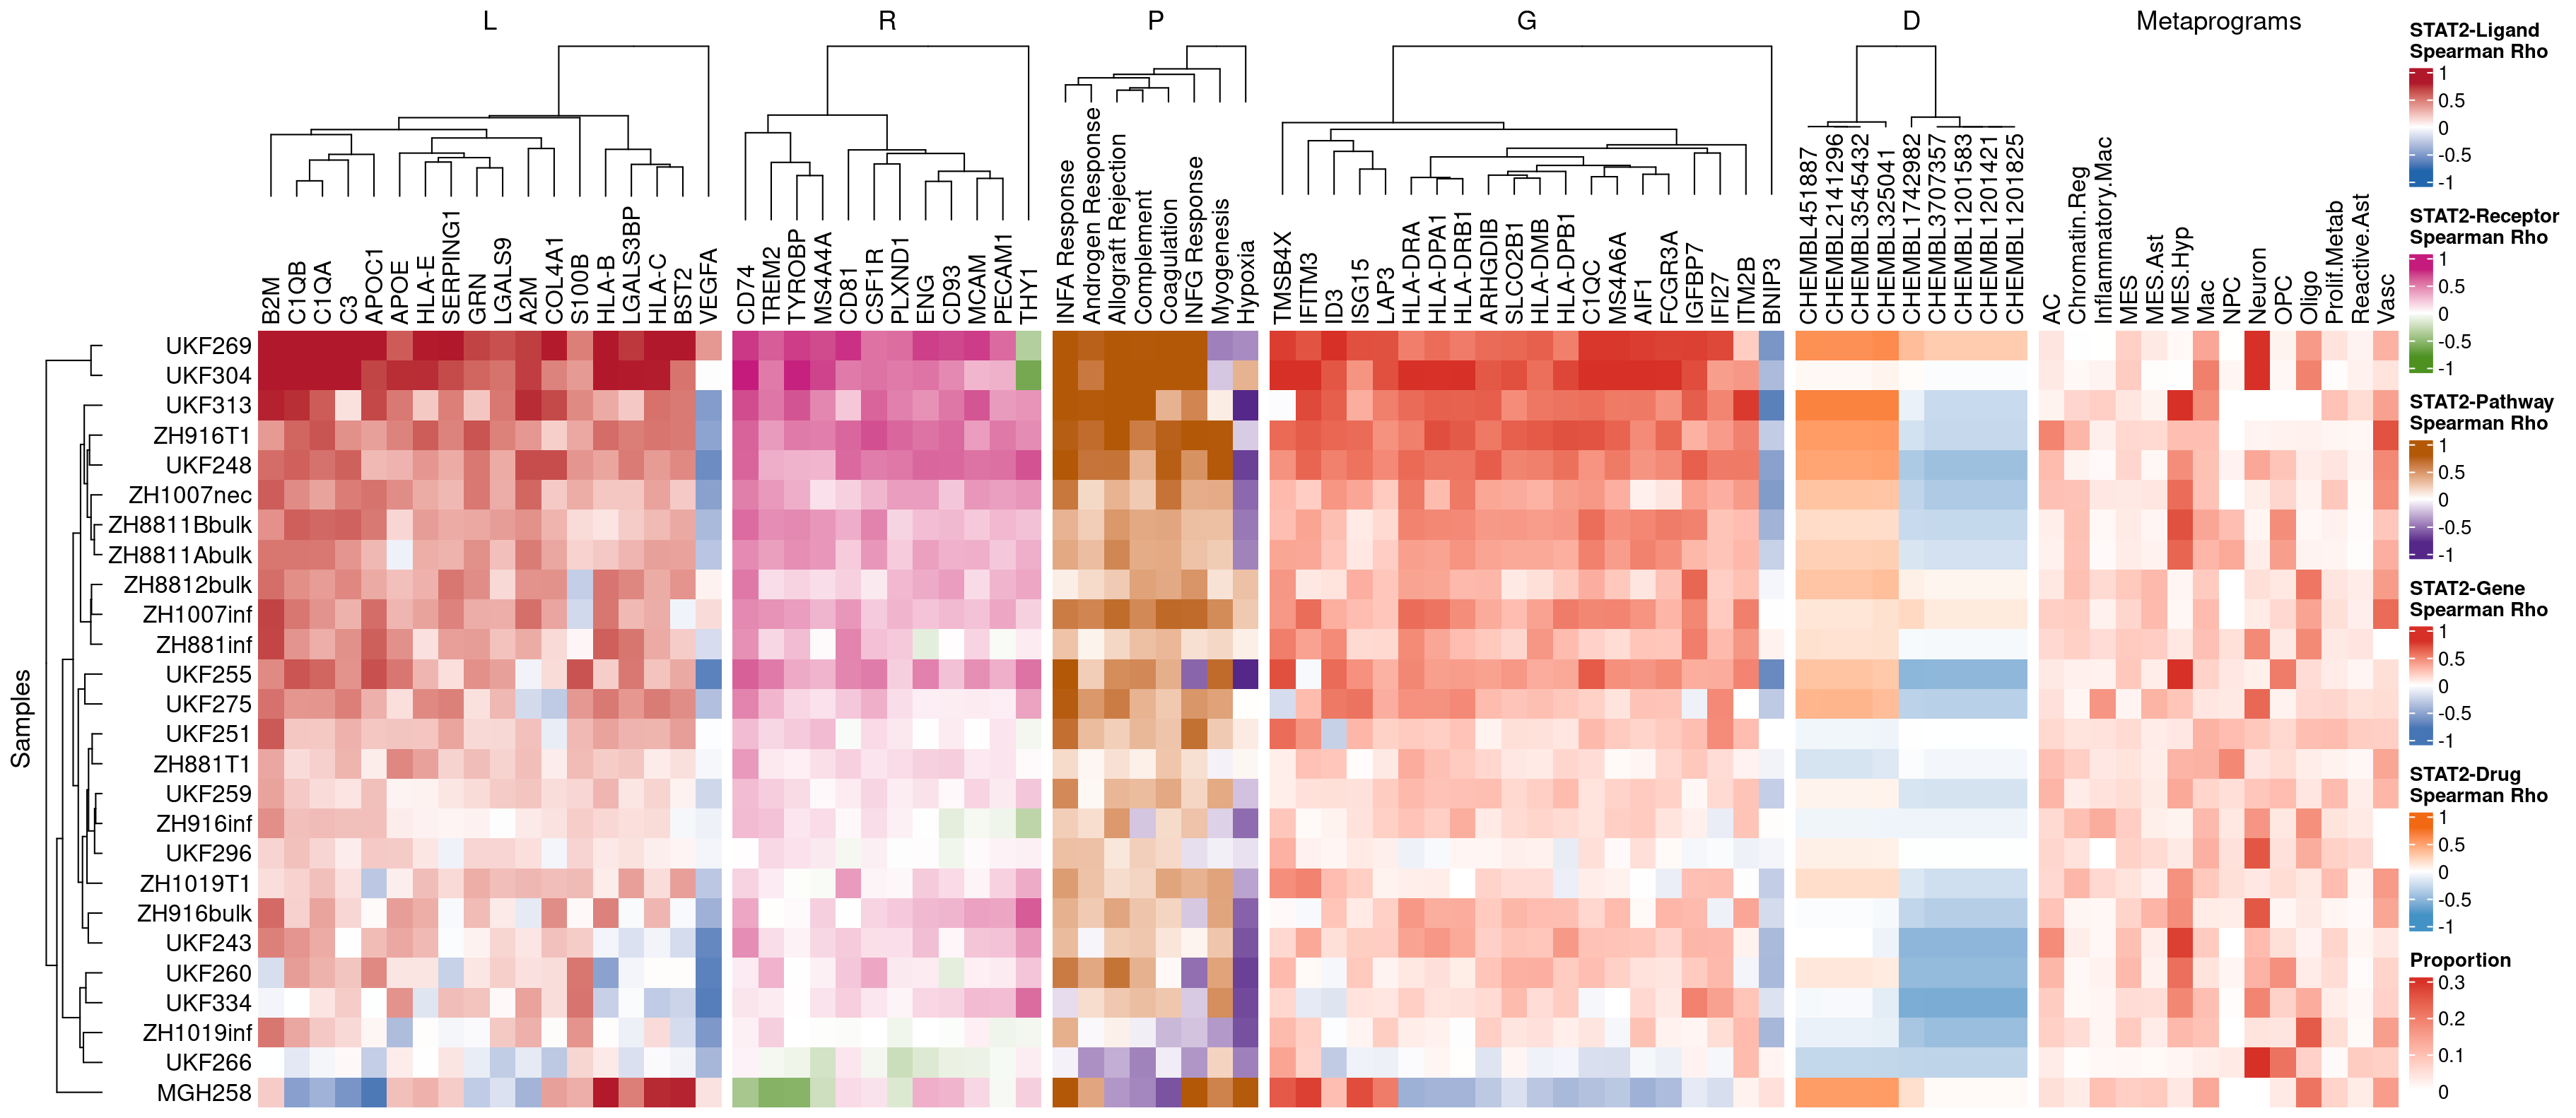 L
R
P
G
D
Metaprograms
B2M
C1QB
C1QA
C3
APOC1
APOE
HLA-E
SERPING1
GRN
LGALS9
A2M
COL4A1
S100B
HLA-B
LGALS3BP
HLA-C
BST2
VEGFA
CD74
TREM2
TYROBP
MS4A4A
CD81
CSF1R
PLXND1
ENG
CD93
MCAM
PECAM1
THY1
INFA Response
Androgen Response
Allograft Rejection
Complement
Coagulation
INFG Response
Myogenesis
Hypoxia
TMSB4X
IFITM3
ID3
ISG15
LAP3
HLA-DRA
HLA-DPA1
HLA-DRB1
ARHGDIB
SLCO2B1
HLA-DMB
HLA-DPB1
C1QC
MS4A6A
AIF1
FCGR3A
IGFBP7
IFI27
ITM2B
BNIP3
CHEMBL451887
CHEMBL2141296
CHEMBL3545432
CHEMBL325041
CHEMBL1742982
CHEMBL3707357
CHEMBL1201583
CHEMBL1201421
CHEMBL1201825
AC
Chromatin.Reg
Inflammatory.Mac
MES
MES.Ast
MES.Hyp
Mac
NPC
Neuron
OPC
Oligo
Prolif.Metab
Reactive.Ast
Vasc
Samples
UKF269
UKF304
UKF313
ZH916T1
UKF248
ZH1007nec
ZH8811Bbulk
ZH8811Abulk
ZH8812bulk
ZH1007inf
ZH881inf
UKF255
UKF275
UKF251
ZH881T1
UKF259
ZH916inf
UKF296
ZH1019T1
ZH916bulk
UKF243
UKF260
UKF334
ZH1019inf
UKF266
MGH258
STAT2-Ligand
Spearman Rho
1
0.5
0
-0.5
-1
STAT2-Receptor
Spearman Rho
1
0.5
0
-0.5
-1
STAT2-Pathway
Spearman Rho
1
0.5
0
-0.5
-1
STAT2-Gene
Spearman Rho
1
0.5
0
-0.5
-1
STAT2-Drug
Spearman Rho
1
0.5
0
-0.5
-1
Proportion
0.3
0.2
0.1
0